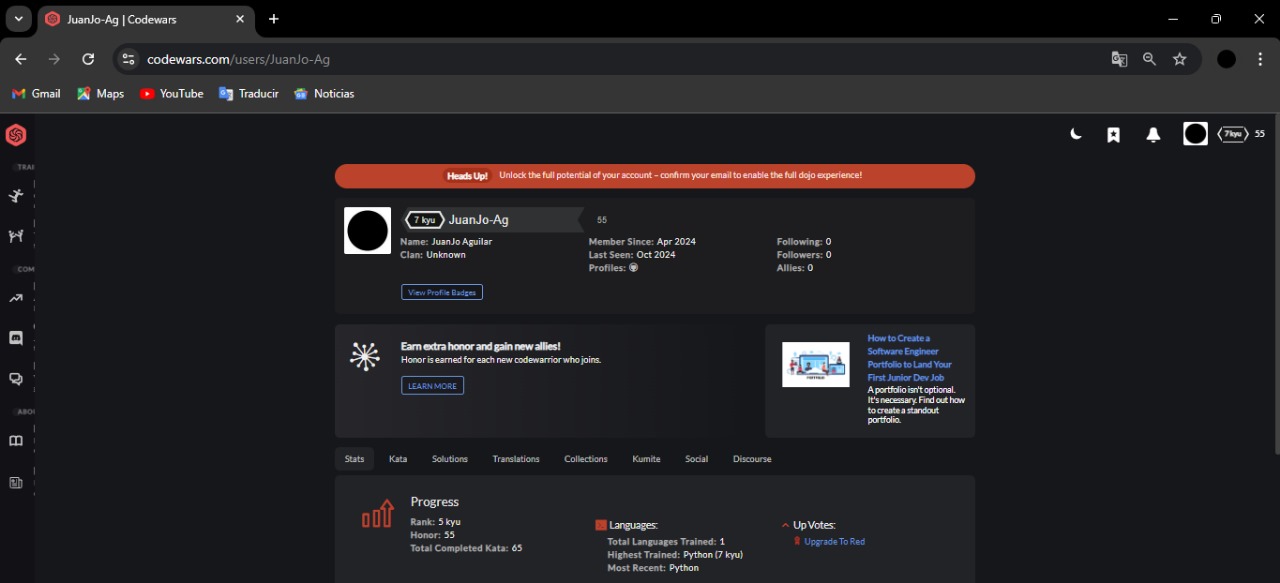 JuanJo-Ag | Codewars
codewars.com/users/JuanJo-Ag
Gmail Maps YouTube Traducir Noticias
7 kyu 55
TRAI
COM
ABO
Heads Up! Unlock the full potential of your account – confirm your email to enable the full dojo experience!
7 kyu JuanJo-Ag 55
Name: JuanJo Aguilar
Clan: Unknown
Member Since: Apr 2024
Last Seen: Oct 2024
Profiles:
Following: 0
Followers: 0
Allies: 0
View Profile Badges
Earn extra honor and gain new allies!
Honor is earned for each new codewarrior who joins.
LEARN MORE
How to Create a
Software Engineer
Portfolio to Land Your
First Junior Dev Job
A portfolio isn't optional.
It's necessary. Find out how
to create a standout
portfolio.
Stats Kata Solutions Translations Collections Kumite Social Discourse
Progress
Rank: 5 kyu
Honor: 55
Total Completed Kata: 65
Languages:
Total Languages Trained: 1
Highest Trained: Python (7 kyu)
Most Recent: Python
Up Votes:
Upgrade To Red